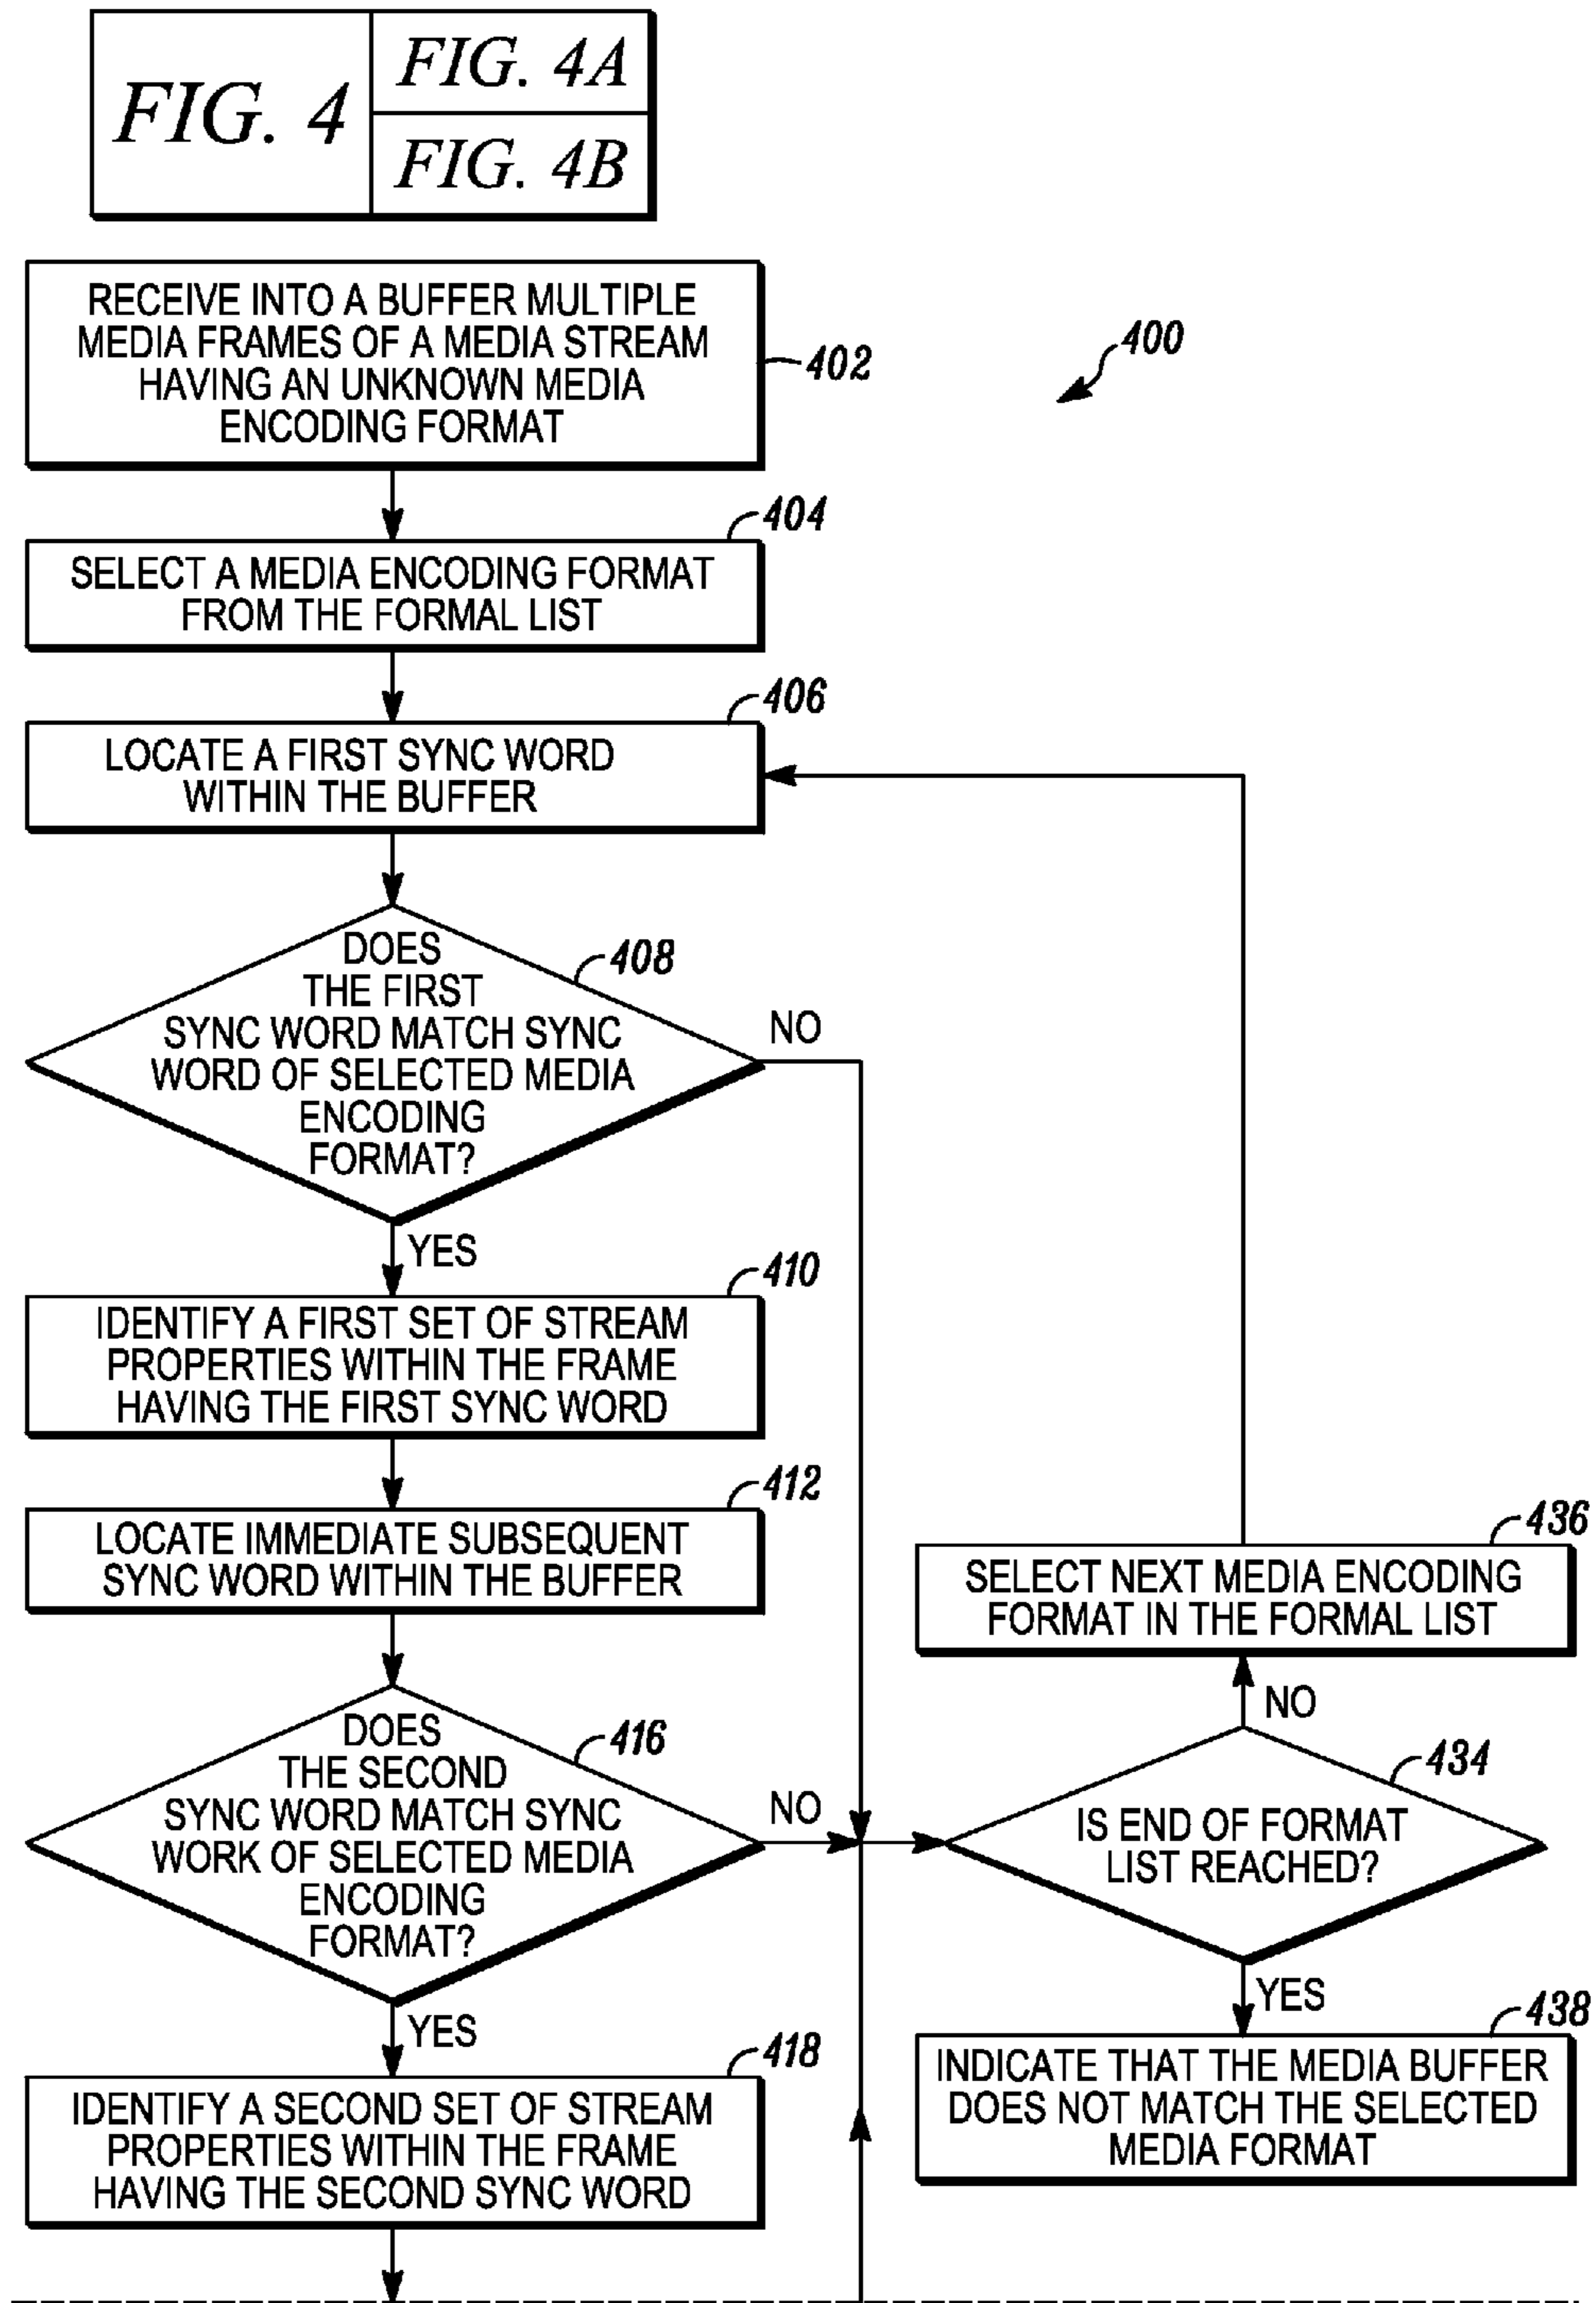 FIG. 4
FIG. 4A
FIG. 4B
400
RECEIVE INTO A BUFFER MULTIPLE
MEDIA FRAMES OF A MEDIA STREAM
HAVING AN UNKNOWN MEDIA
ENCODING FORMAT
402
404
SELECT A MEDIA ENCODING FORMAT
FROM THE FORMAL LIST
406
LOCATE A FIRST SYNC WORD
WITHIN THE BUFFER
408
DOES
THE FIRST
SYNC WORD MATCH SYNC
WORD OF SELECTED MEDIA
ENCODING
FORMAT?
NO
YES
410
IDENTIFY A FIRST SET OF STREAM
PROPERTIES WITHIN THE FRAME
HAVING THE FIRST SYNC WORD
412
LOCATE IMMEDIATE SUBSEQUENT
SYNC WORD WITHIN THE BUFFER
416
DOES
THE SECOND
SYNC WORD MATCH SYNC
WORK OF SELECTED MEDIA
ENCODING
FORMAT?
NO
YES
418
IDENTIFY A SECOND SET OF STREAM
PROPERTIES WITHIN THE FRAME
HAVING THE SECOND SYNC WORD
436
SELECT NEXT MEDIA ENCODING
FORMAT IN THE FORMAL LIST
NO
434
IS END OF FORMAT
LIST REACHED?
YES
438
INDICATE THAT THE MEDIA BUFFER
DOES NOT MATCH THE SELECTED
MEDIA FORMAT